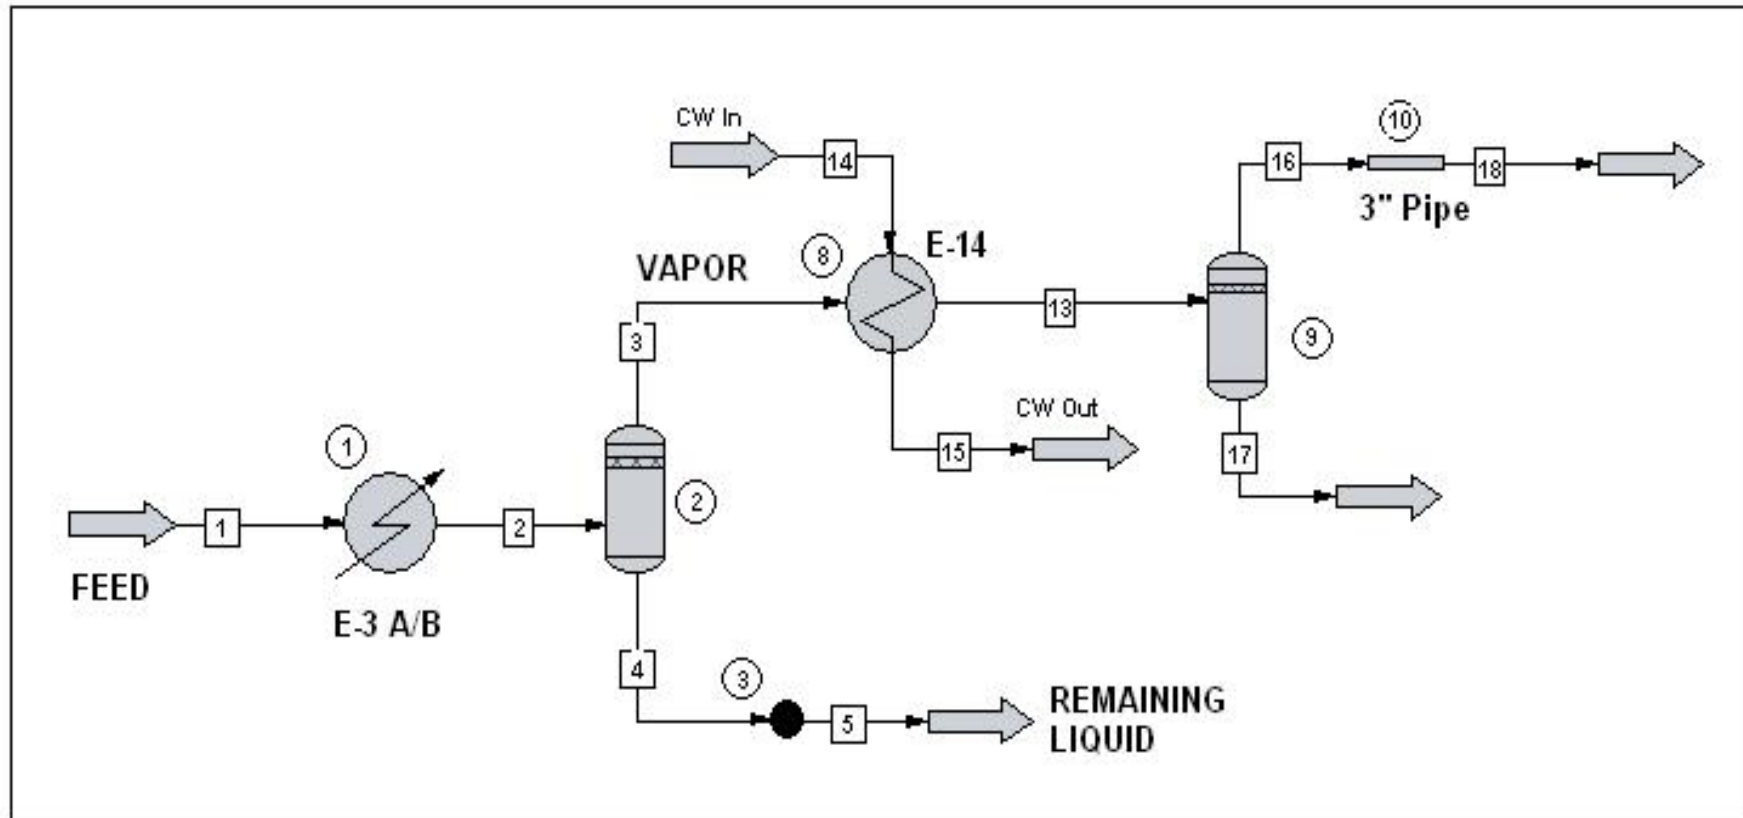 CW In
14
10
16
18
3" Pipe
8
E-14
VAPOR
13
3
9
CW Out
15
17
1
2
1
2
FEED
E-3 A/B
4
3
5
REMAINING
LIQUID